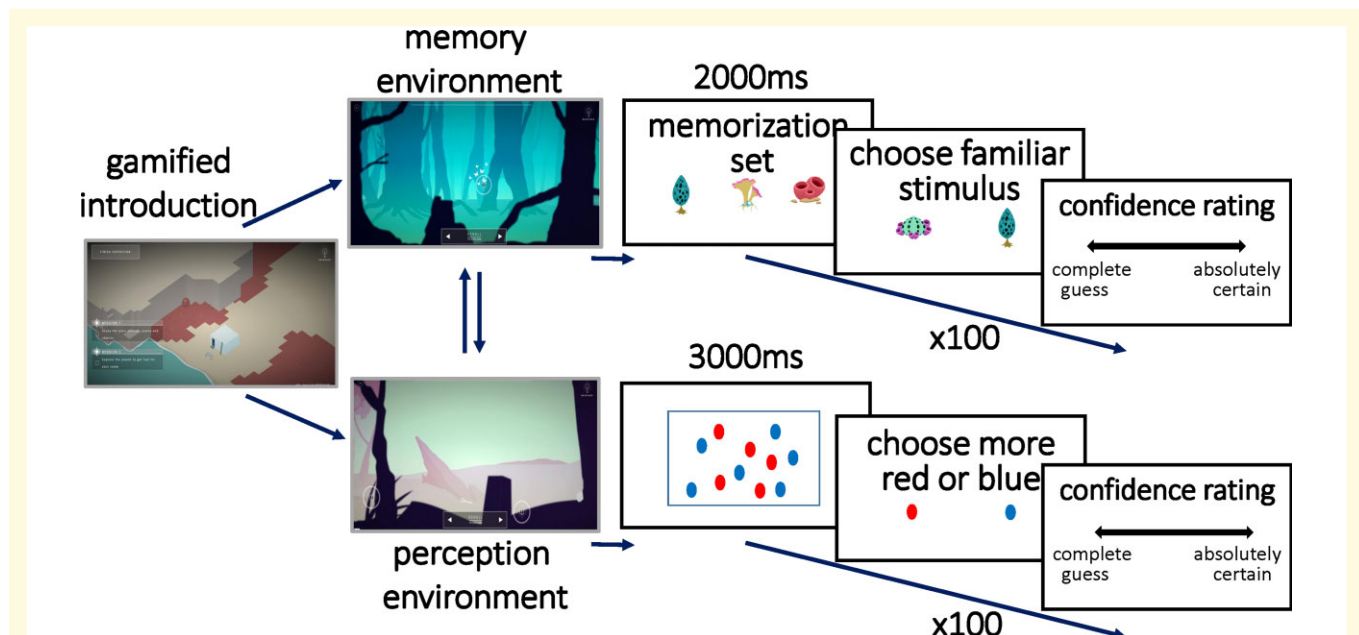 memory
environment
gamified
introduction
2000ms
memorization
set
choose familiar
stimulus
confidence rating
complete
guess
absolutely
certain
x100
perception
environment
3000ms
choose more
red or blue
confidence rating
complete
guess
absolutely
certain
x100